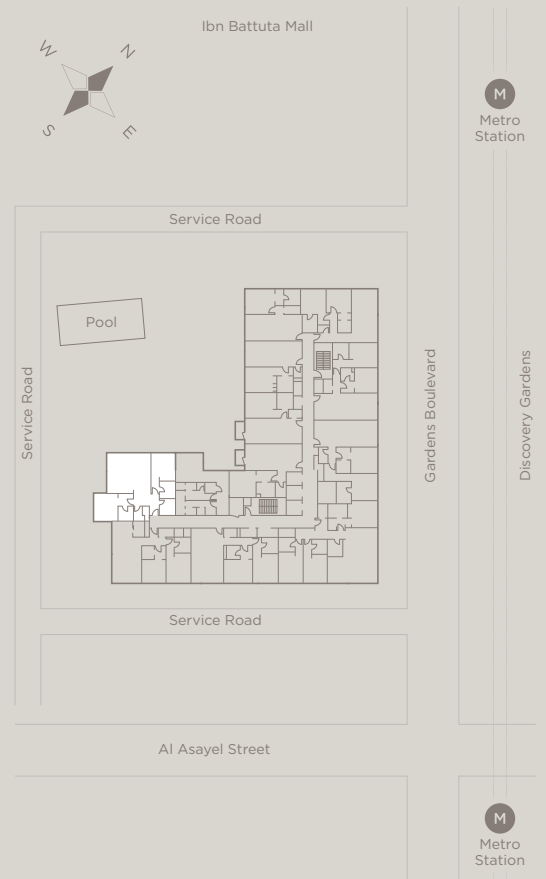 Ibn Battuta Mall
W
N
S
E
M
Metro
Station
Service Road
Pool
Service Road
Gardens Boulevard
Discovery Gardens
Service Road
Al Asayel Street
M
Metro
Station